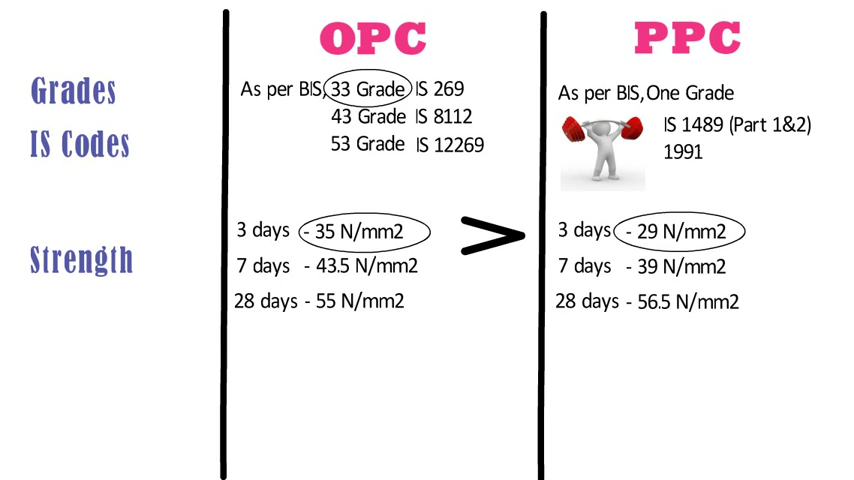 OPC
PPC
Grades
As per BIS, 33 Grade IS 269
43 Grade IS 8112
53 Grade IS 12269
As per BIS, One Grade
IS 1489 (Part 1&2)
1991
IS Codes
Strength
3 days - 35 N/mm2
7 days - 43.5 N/mm2
28 days - 55 N/mm2
>
3 days - 29 N/mm2
7 days - 39 N/mm2
28 days - 56.5 N/mm2